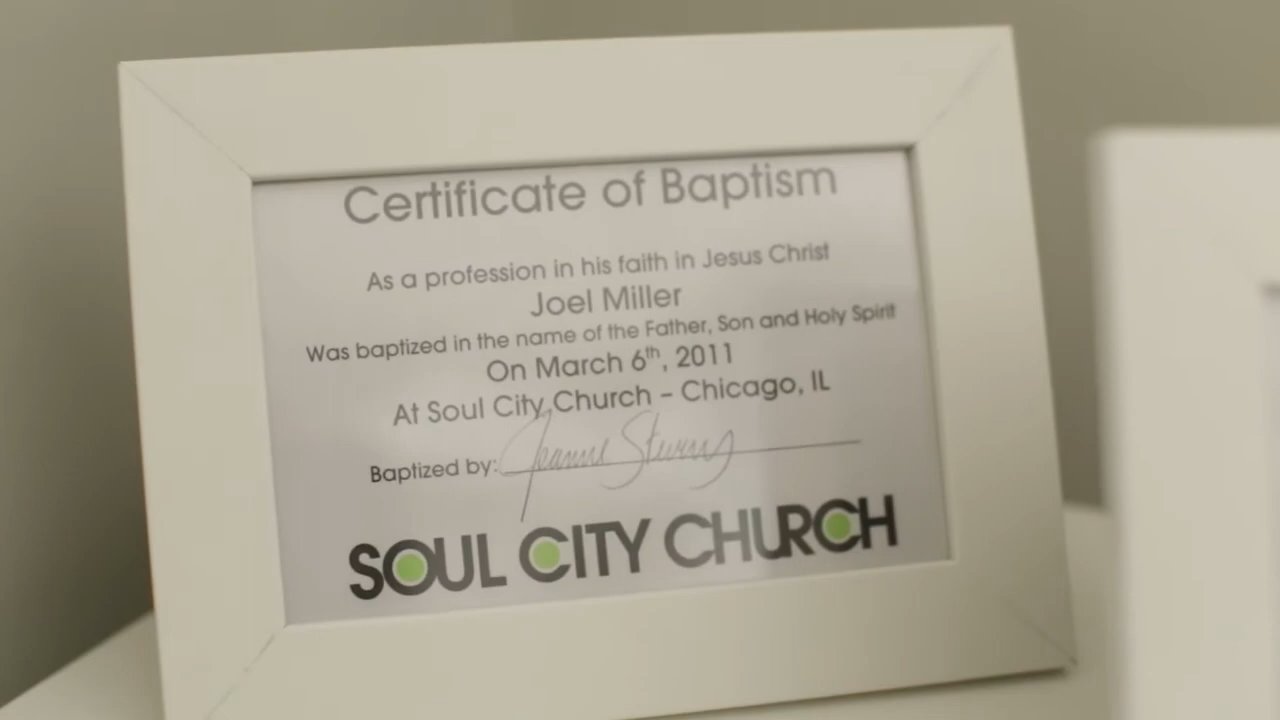 Certificate of Baptism
As a profession in his faith in Jesus Christ
Joel Miller
Was baptized in the name of the Father, Son and Holy Spirit
On March 6th, 2011
At Soul City Church – Chicago, IL
Baptized by: Jeanne Stevens
SOUL CITY CHURCH